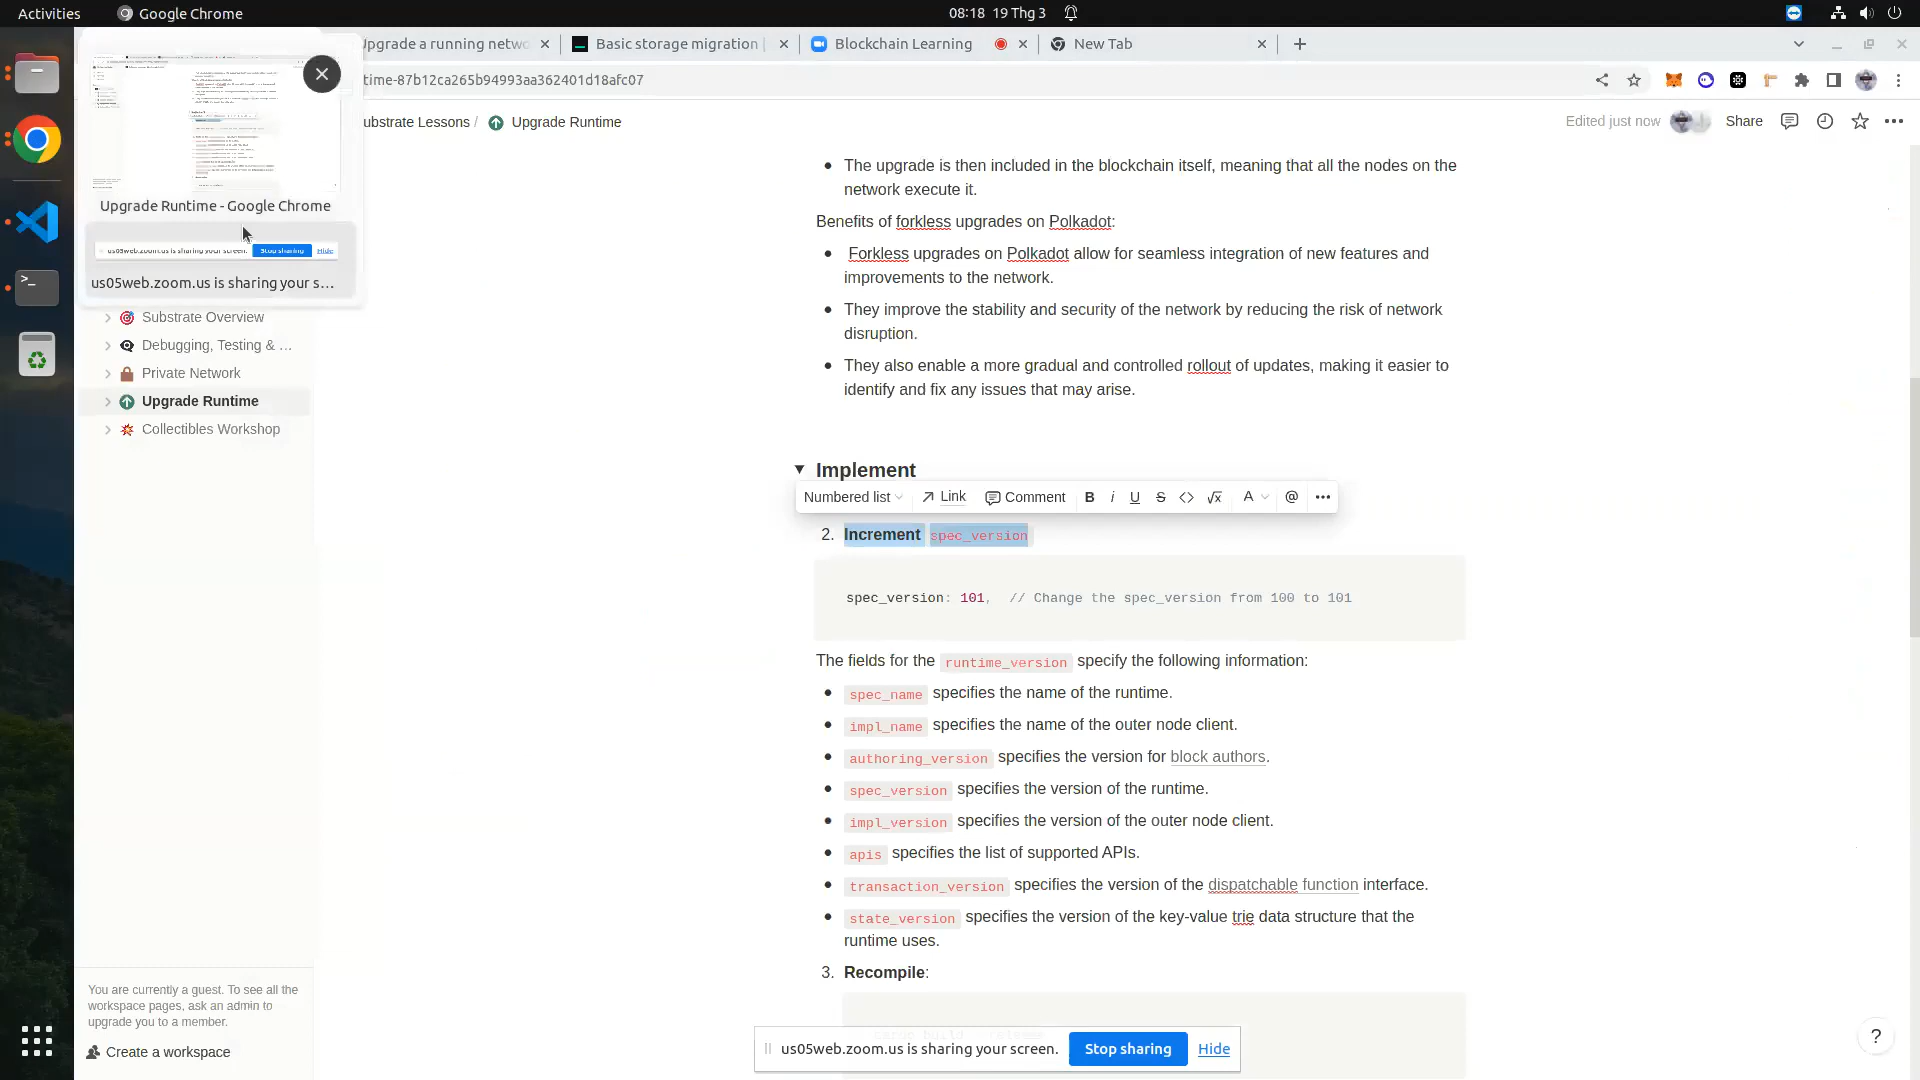 Activities
Google Chrome
08:18 19 Thg 3
Upgrade a running netwo
Basic storage migration |
Blockchain Learning
New Tab
time-87b12ca265b94993aa362401d18afc07
ubstrate Lessons /
Upgrade Runtime
Edited just now
Share
Upgrade Runtime - Google Chrome
us05web.zoom.us is sharing your screen.
Stop sharing
Hide
us05web.zoom.us is sharing your s...
Substrate Overview
Debugging, Testing & ...
Private Network
Upgrade Runtime
Collectibles Workshop
You are currently a guest. To see all the
workspace pages, ask an admin to
upgrade you to a member.
Create a workspace
The upgrade is then included in the blockchain itself, meaning that all the nodes on the
network execute it.
Benefits of forkless upgrades on Polkadot:
Forkless upgrades on Polkadot allow for seamless integration of new features and
improvements to the network.
They improve the stability and security of the network by reducing the risk of network
disruption.
They also enable a more gradual and controlled rollout of updates, making it easier to
identify and fix any issues that may arise.
Implement
Numbered list
Link
Comment
B i U S <> √x A @ •••
2. Increment spec_version
spec_version: 101, // Change the spec_version from 100 to 101
The fields for the runtime_version specify the following information:
spec_name specifies the name of the runtime.
impl_name specifies the name of the outer node client.
authoring_version specifies the version for block authors.
spec_version specifies the version of the runtime.
impl_version specifies the version of the outer node client.
apis specifies the list of supported APIs.
transaction_version specifies the version of the dispatchable function interface.
state_version specifies the version of the key-value trie data structure that the
runtime uses.
3. Recompile:
us05web.zoom.us is sharing your screen.
Stop sharing
Hide
?